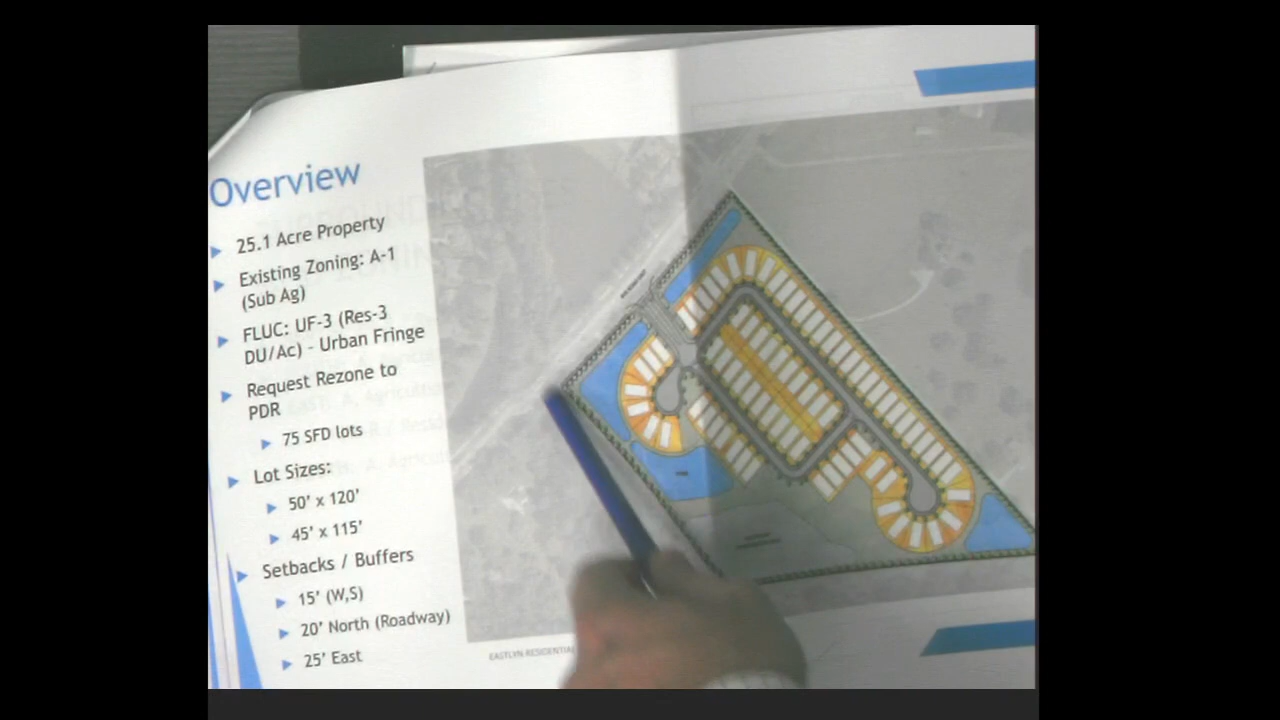 Overview
25.1 Acre Property
Existing Zoning: A-1
(Sub Ag)
FLUC: UF-3 (Res-3
DU/Ac) - Urban Fringe
Request Rezone to
PDR
75 SFD lots
Lot Sizes:
50' x 120'
45' x 115'
Setbacks / Buffers
15' (W,S)
20' North (Roadway)
25' East
EASTLYN RESIDENTIAL